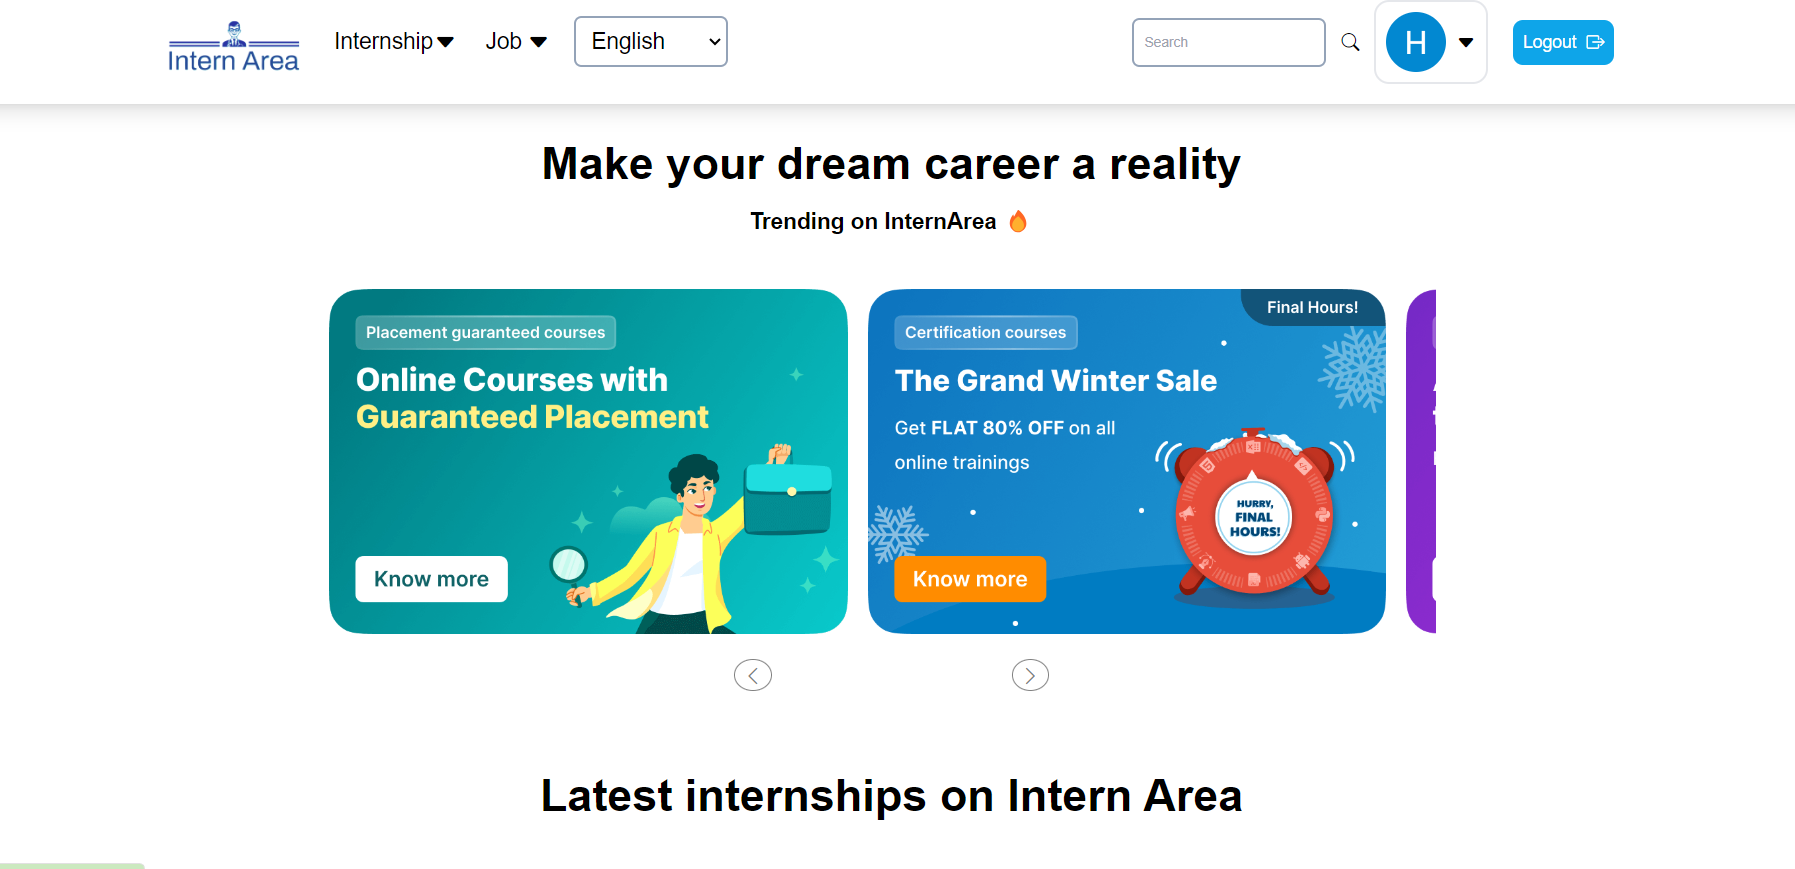 Intern Area
Internship
Job
English
Search
H
Logout
Make your dream career a reality
Trending on InternArea
Placement guaranteed courses
Online Courses with
Guaranteed Placement
Know more
Final Hours!
Certification courses
The Grand Winter Sale
Get FLAT 80% OFF on all
online trainings
HURRY,
FINAL
HOURS!
Know more
Latest internships on Intern Area